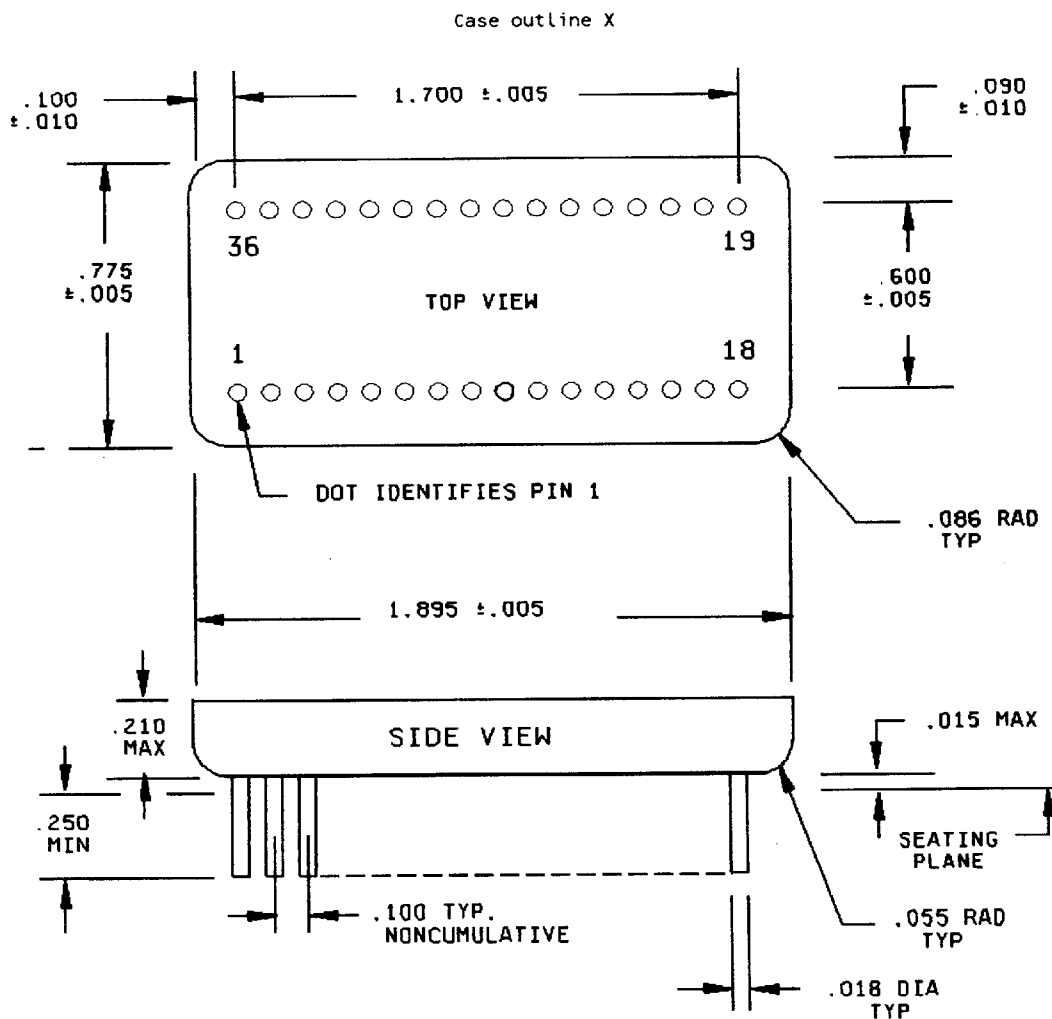 Case outline X
.100
±.010
1.700 ±.005
.090
±.010
36
19
.775
±.005
TOP VIEW
.600
±.005
1
18
DOT IDENTIFIES PIN 1
.086 RAD
TYP
1.895 ±.005
.210
MAX
SIDE VIEW
.015 MAX
.250
MIN
SEATING
PLANE
.100 TYP.
NONCUMULATIVE
.055 RAD
TYP
.018 DIA
TYP